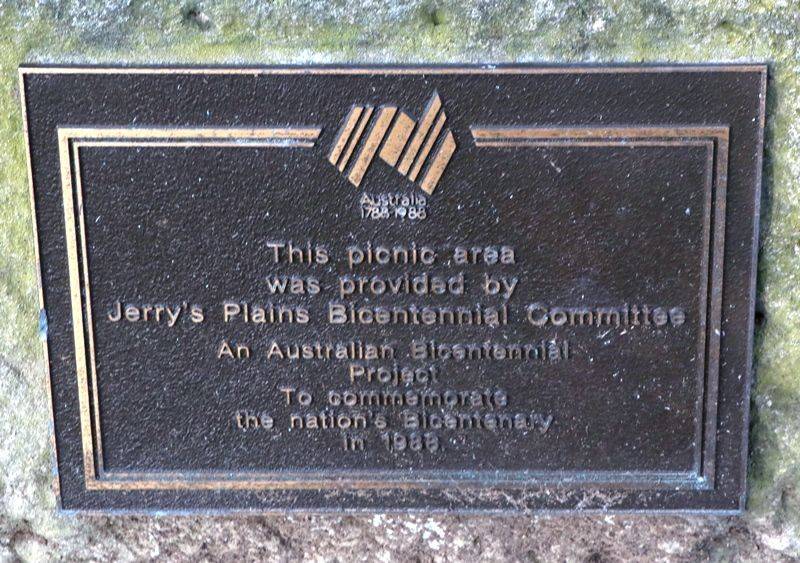 Australia
1788-1988
This picnic area
was provided by
Jerry's Plains Bicentennial Committee
An Australian Bicentennial
Project
To commemorate
the nation's Bicentenary
in 1988